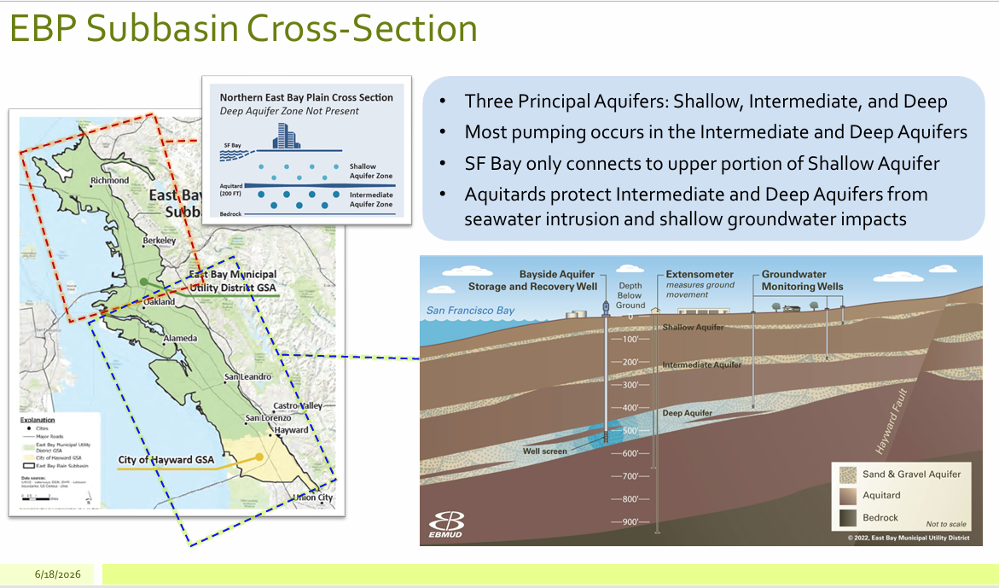 EBP Subbasin Cross-Section
Northern East Bay Plain Cross Section
Deep Aquifer Zone Not Present
SF Bay
Shallow
Aquifer Zone
Aquitard
(200 FT)
Intermediate
Aquifer Zone
Bedrock
Richmond
East Bay
Subb
Berkeley
East Bay Municipal
Utility District GSA
Oakland
Alameda
San Leandro
Castro Valley
San Lorenzo
Hayward
City of Hayward GSA
Union City
Explanation
Cities
Major Roads
East Bay Municipal Utility
District GSA
City of Hayward GSA
East Bay Plain Subbasin
Data sources:
• Three Principal Aquifers: Shallow, Intermediate, and Deep
• Most pumping occurs in the Intermediate and Deep Aquifers
• SF Bay only connects to upper portion of Shallow Aquifer
• Aquitards protect Intermediate and Deep Aquifers from
seawater intrusion and shallow groundwater impacts
Bayside Aquifer
Storage and Recovery Well
Depth
Below
Ground
Extensometer
measures ground
movement
Groundwater
Monitoring Wells
San Francisco Bay
0
100'
200'
300'
400'
500'
600'
700'
800'
900'
Shallow Aquifer
Intermediate Aquifer
Deep Aquifer
Well screen
Hayward Fault
Sand & Gravel Aquifer
Aquitard
Bedrock
Not to scale
EBMUD
© 2022, East Bay Municipal Utility District
6/18/2026